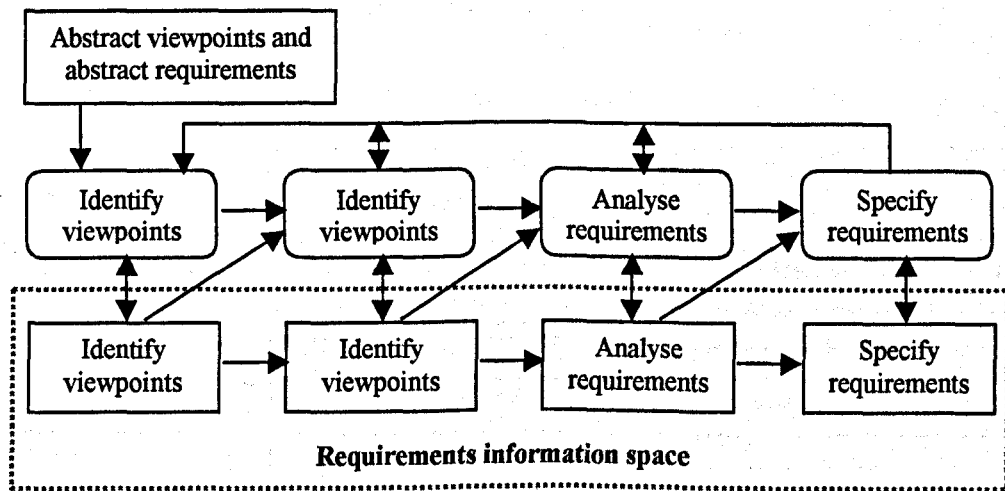 Abstract viewpoints and
abstract requirements
Identify
viewpoints
Identify
viewpoints
Analyse
requirements
Specify
requirements
Identify
viewpoints
Identify
viewpoints
Analyse
requirements
Specify
requirements
Requirements information space